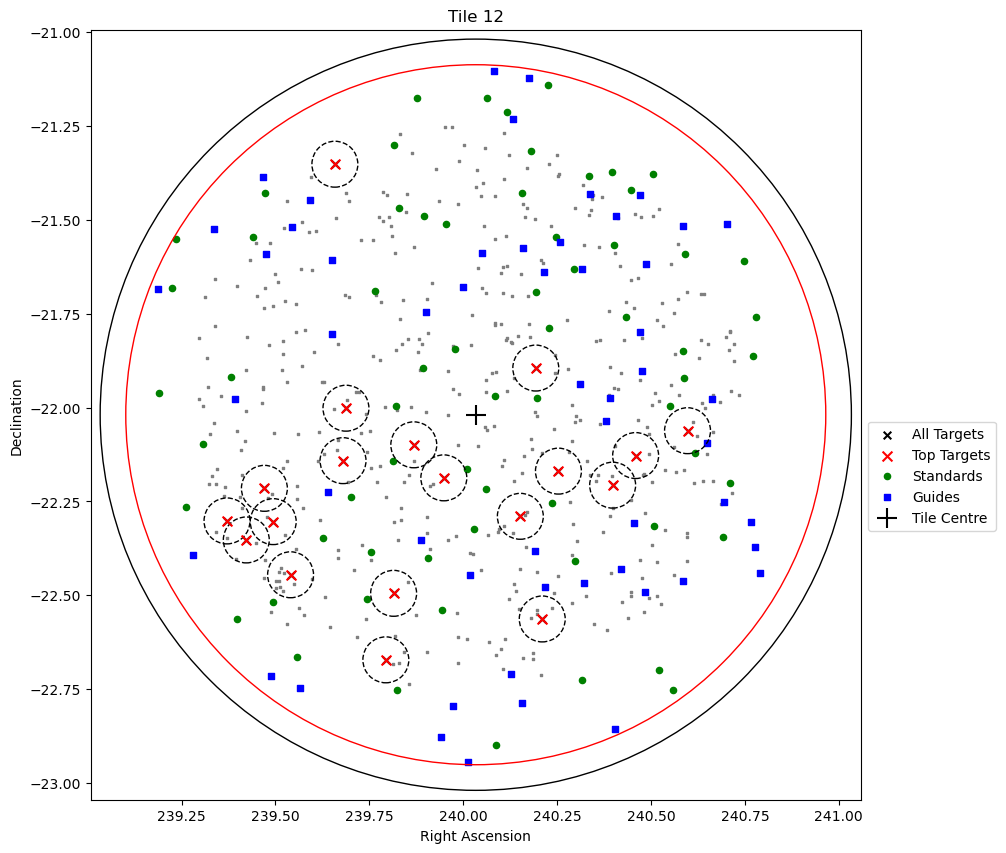 Tile 12
−21.00
−21.25
−21.50
−21.75
−22.00
−22.25
−22.50
−22.75
−23.00
Declination
239.25 239.50 239.75 240.00 240.25 240.50 240.75 241.00
Right Ascension
All Targets
Top Targets
Standards
Guides
Tile Centre